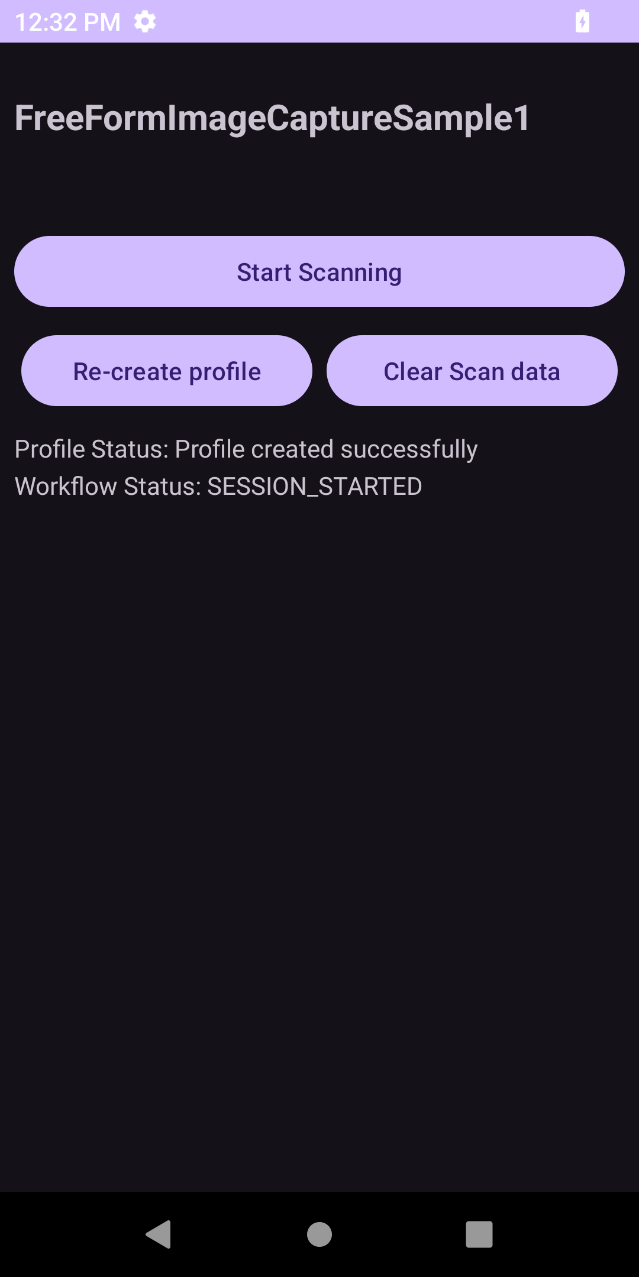 12:32 PM
FreeFormImageCaptureSample1
Start Scanning
Re-create profile
Clear Scan data
Profile Status: Profile created successfully
Workflow Status: SESSION_STARTED